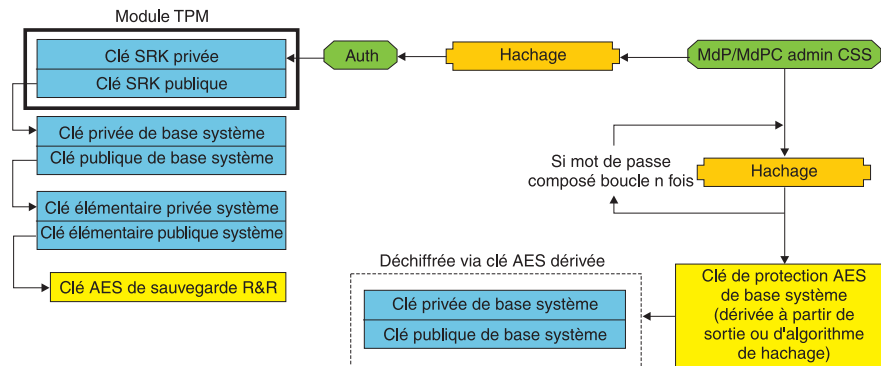 Module TPM
Clé SRK privée
Clé SRK publique
Auth
Hachage
MdP/MdPC admin CSS
Clé privée de base système
Clé publique de base système
Si mot de passe
composé boucle n fois
Hachage
Clé élémentaire privée système
Clé élémentaire publique système
Clé AES de sauvegarde R&R
Déchiffrée via clé AES dérivée
Clé privée de base système
Clé publique de base système
Clé de protection AES
de base système
(dérivée à partir de
sortie ou d'algorithme
de hachage)